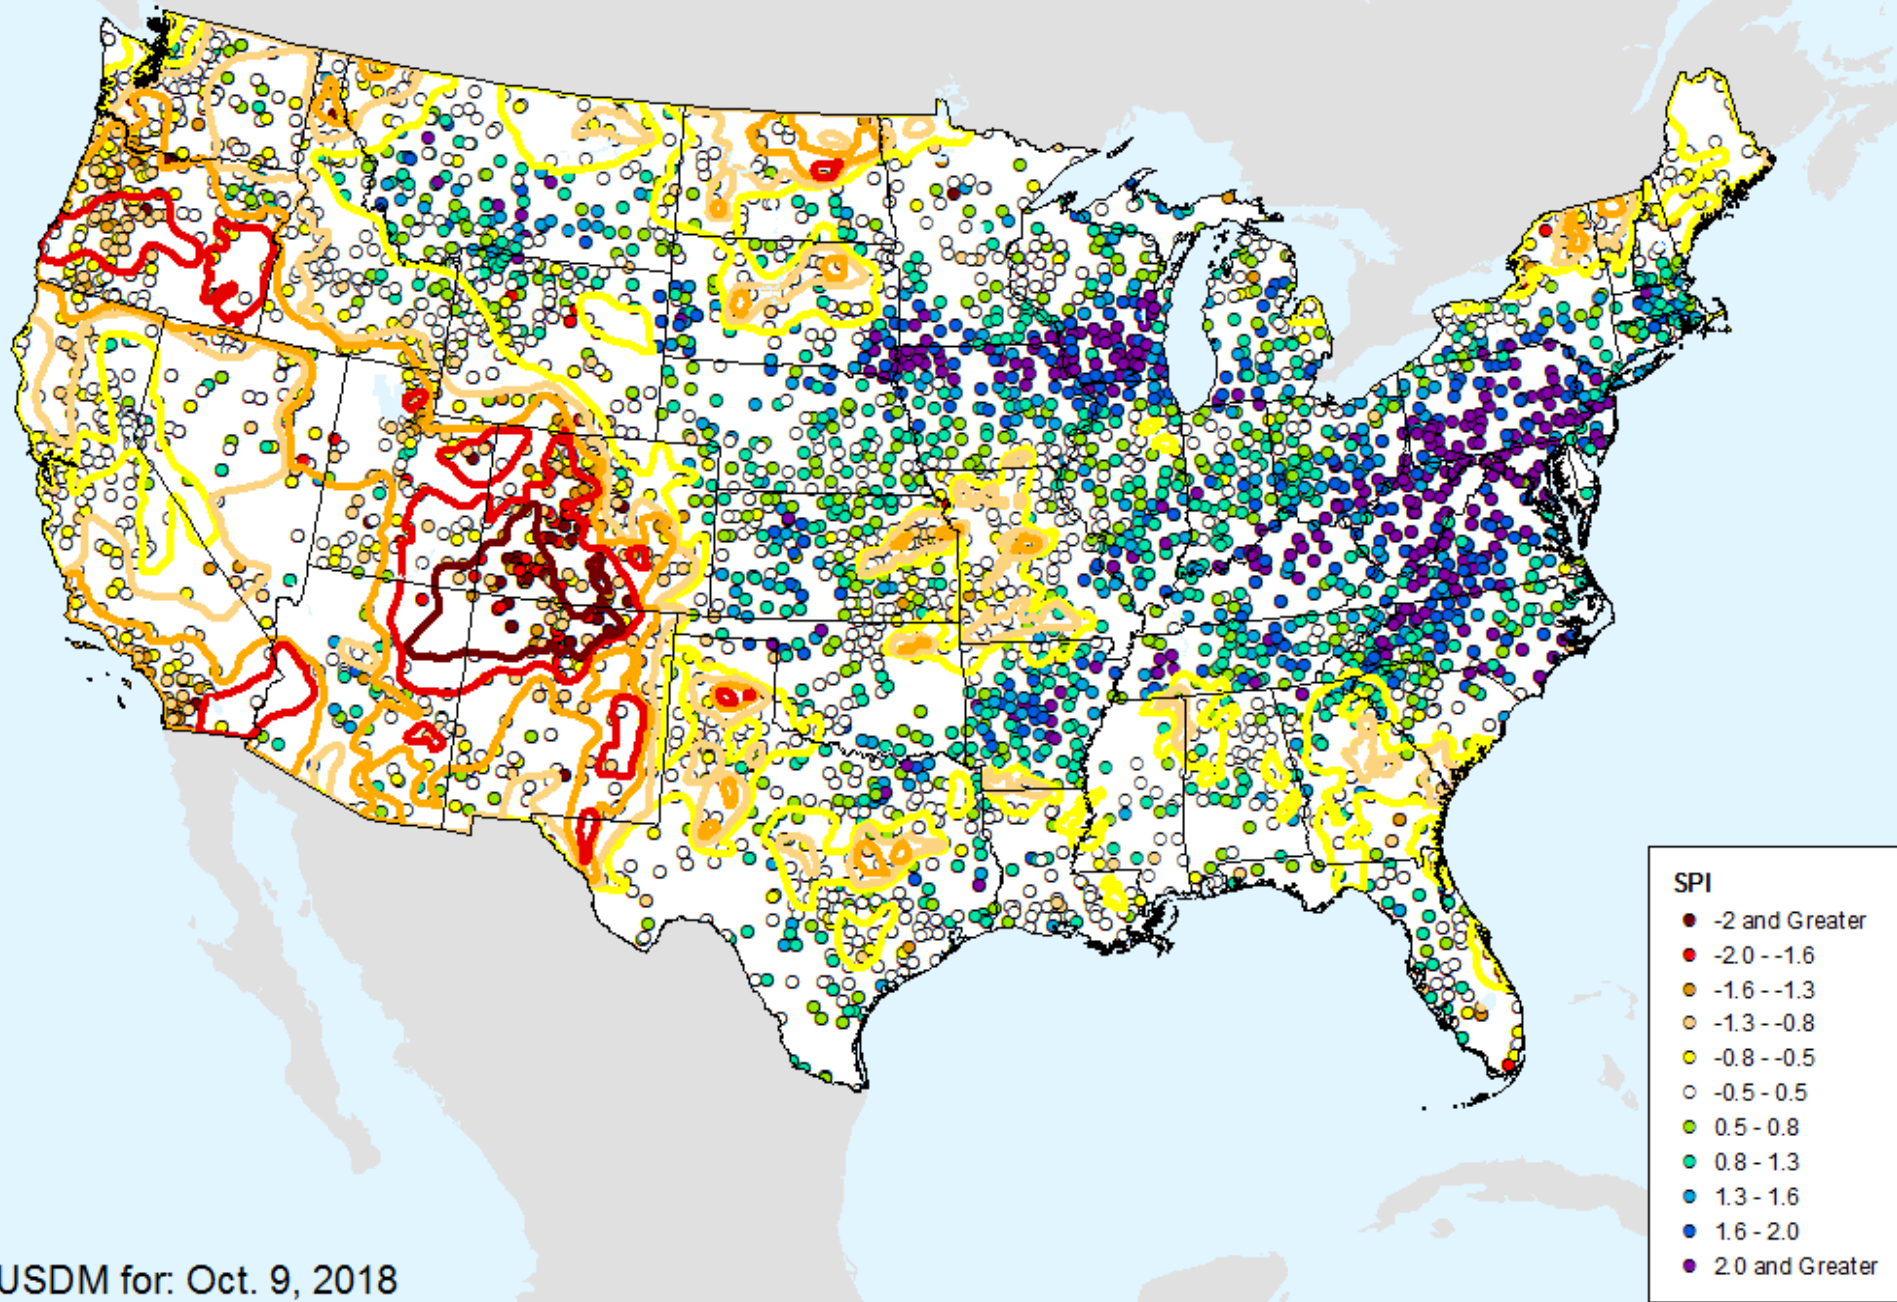 SPI
-2 and Greater
-2.0 - -1.6
-1.6 - -1.3
-1.3 - -0.8
-0.8 - -0.5
-0.5 - 0.5
0.5 - 0.8
0.8 - 1.3
1.3 - 1.6
1.6 - 2.0
2.0 and Greater
USDM for: Oct. 9, 2018